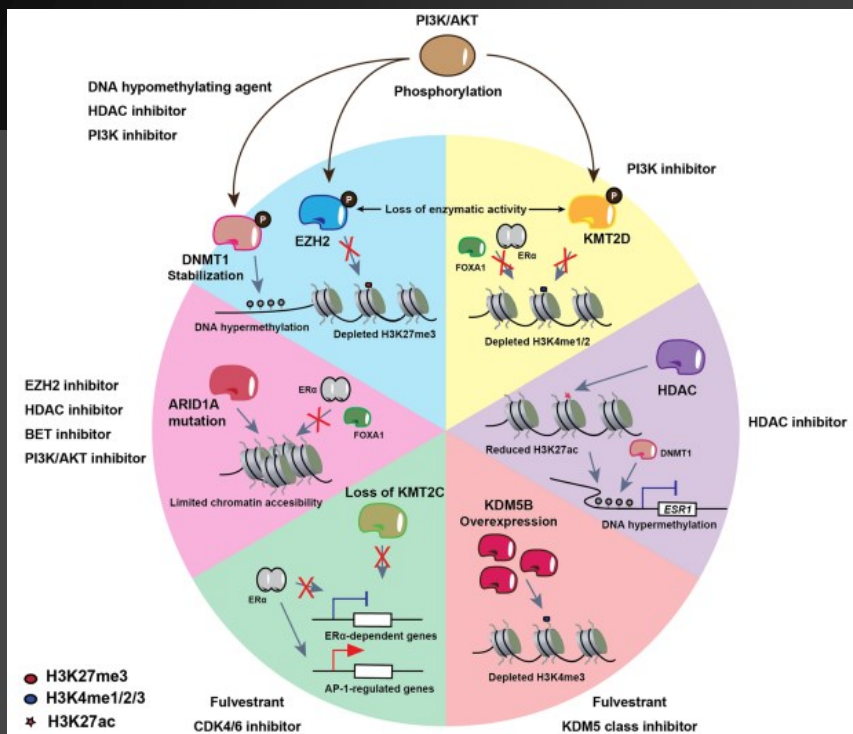 PI3K/AKT
Phosphorylation
DNA hypomethylating agent
HDAC inhibitor
PI3K inhibitor
PI3K inhibitor
P
P
P
Loss of enzymatic activity
EZH2
DNMT1
Stabilization
DNA hypermethylation
Depleted H3K27me3
KMT2D
ERα
FOXA1
Depleted H3K4me1/2
EZH2 inhibitor
HDAC inhibitor
BET inhibitor
PI3K/AKT inhibitor
ARID1A
mutation
ERα
FOXA1
Limited chromatin accesibility
HDAC
Reduced H3K27ac
DNMT1
ESR1
DNA hypermethylation
HDAC inhibitor
Loss of KMT2C
ERα
ERα-dependent genes
AP-1-regulated genes
KDM5B
Overexpression
Depleted H3K4me3
H3K27me3
H3K4me1/2/3
H3K27ac
Fulvestrant
CDK4/6 inhibitor
Fulvestrant
KDM5 class inhibitor